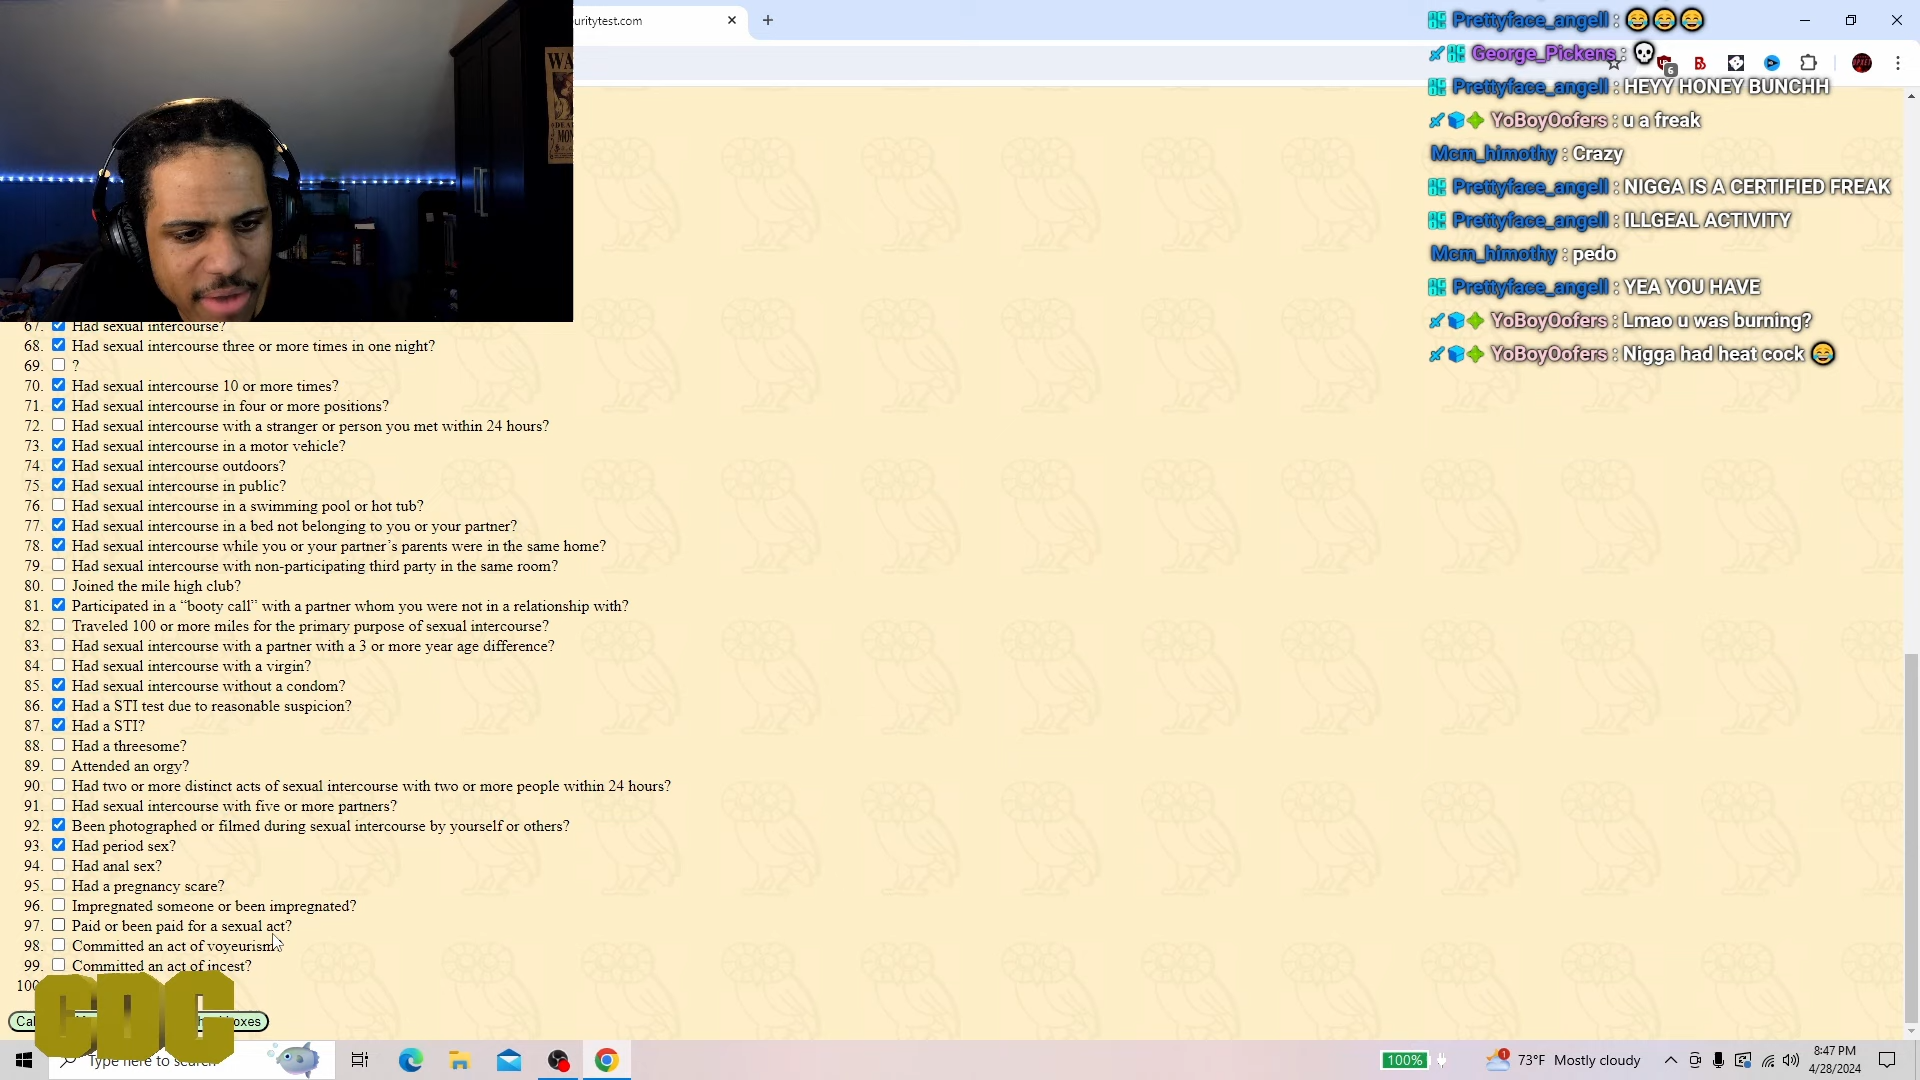 uritytest.com
Prettyface_angell : 😂😂😂
George_Pickens : 💀
6
Prettyface_angell : HEYY HONEY BUNCHH
YoBoyOofers : u a freak
Mcm_himothy : Crazy
Prettyface_angell : NIGGA IS A CERTIFIED FREAK
Prettyface_angell : ILLGEAL ACTIVITY
Mcm_himothy : pedo
Prettyface_angell : YEA YOU HAVE
YoBoyOofers : Lmao u was burning?
YoBoyOofers : Nigga had heat cock 😂
WA
67. Had sexual intercourse?
68. Had sexual intercourse three or more times in one night?
69. ?
70. Had sexual intercourse 10 or more times?
71. Had sexual intercourse in four or more positions?
72. Had sexual intercourse with a stranger or person you met within 24 hours?
73. Had sexual intercourse in a motor vehicle?
74. Had sexual intercourse outdoors?
75. Had sexual intercourse in public?
76. Had sexual intercourse in a swimming pool or hot tub?
77. Had sexual intercourse in a bed not belonging to you or your partner?
78. Had sexual intercourse while you or your partner’s parents were in the same home?
79. Had sexual intercourse with non-participating third party in the same room?
80. Joined the mile high club?
81. Participated in a “booty call” with a partner whom you were not in a relationship with?
82. Traveled 100 or more miles for the primary purpose of sexual intercourse?
83. Had sexual intercourse with a partner with a 3 or more year age difference?
84. Had sexual intercourse with a virgin?
85. Had sexual intercourse without a condom?
86. Had a STI test due to reasonable suspicion?
87. Had a STI?
88. Had a threesome?
89. Attended an orgy?
90. Had two or more distinct acts of sexual intercourse with two or more people within 24 hours?
91. Had sexual intercourse with five or more partners?
92. Been photographed or filmed during sexual intercourse by yourself or others?
93. Had period sex?
94. Had anal sex?
95. Had a pregnancy scare?
96. Impregnated someone or been impregnated?
97. Paid or been paid for a sexual act?
98. Committed an act of voyeurism
99. Committed an act of incest?
100
CDC
Type here to search
100%
1
73°F Mostly cloudy
8:47 PM
4/28/2024